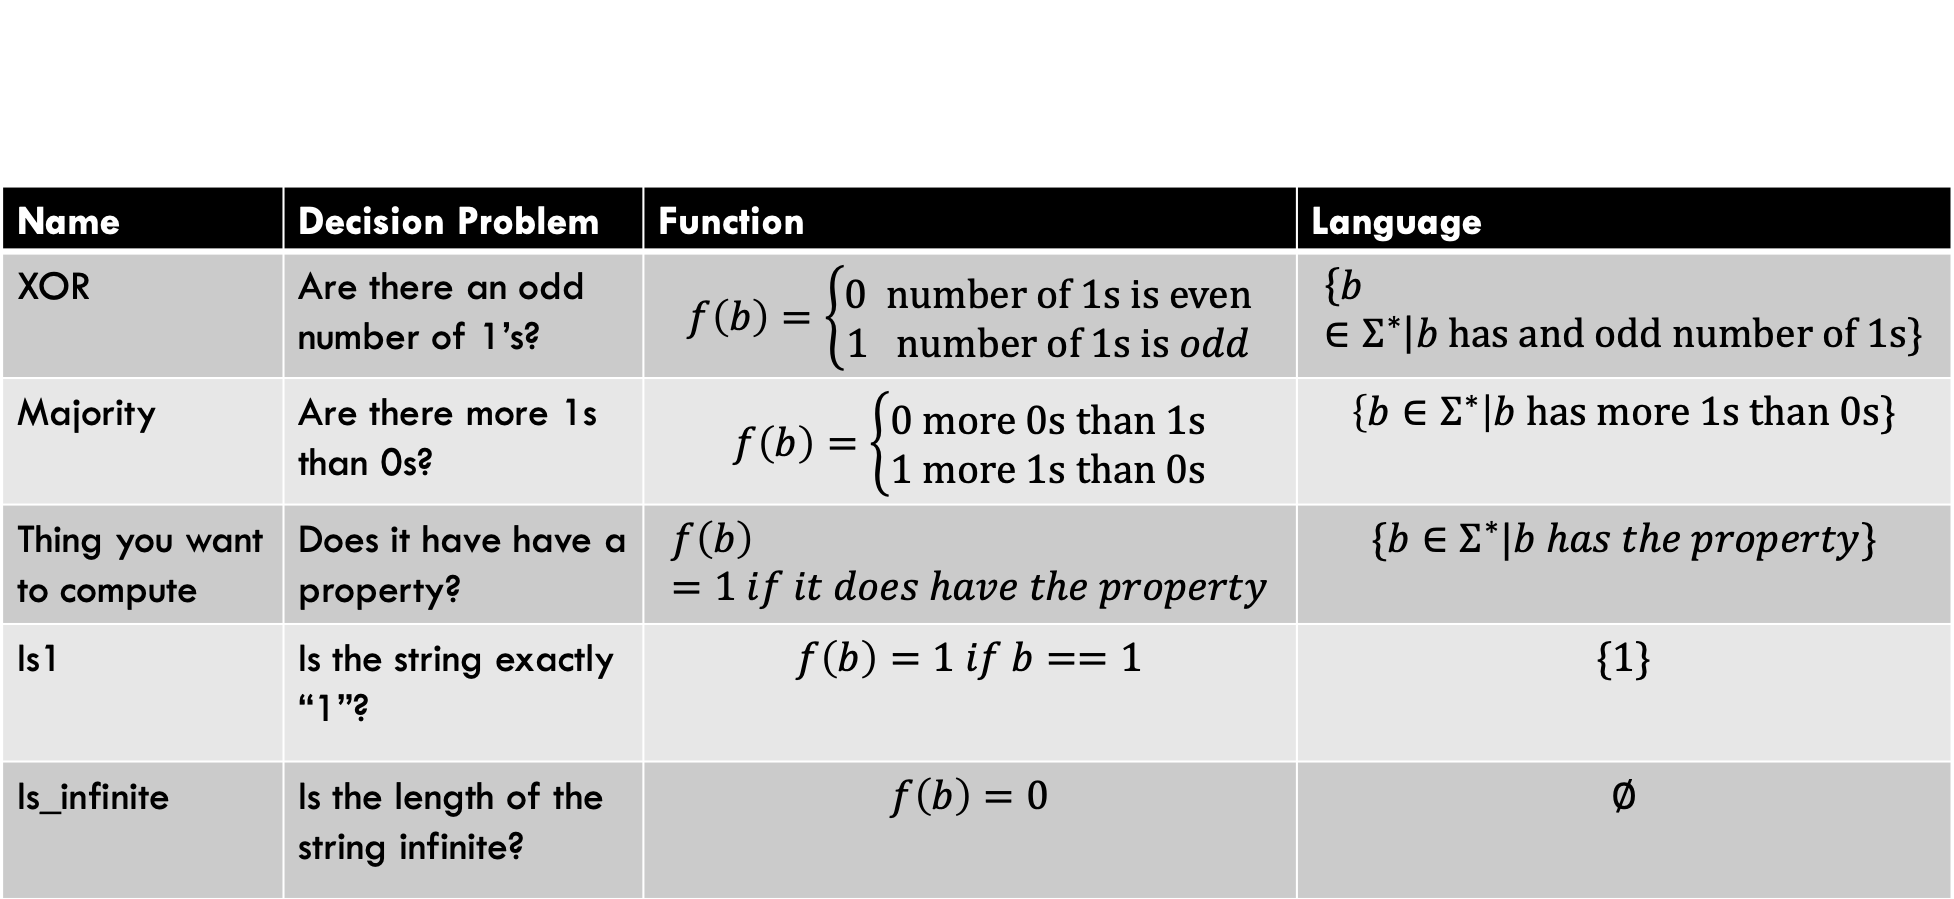 Name Decision Problem Function Language
XOR
Are there an odd
number of 1's?
f(b) = {0 number of 1s is even
1 number of 1s is odd
{b
∈ Σ*|b has and odd number of 1s}
Majority
Are there more 1s
than 0s?
f(b) = {0 more 0s than 1s
1 more 1s than 0s
{b ∈ Σ*|b has more 1s than 0s}
Thing you want
to compute
Does it have have a
property?
f(b)
= 1 if it does have the property
{b ∈ Σ*|b has the property}
Is1
Is the string exactly
“1”?
f(b) = 1 if b == 1
{1}
Is_infinite
Is the length of the
string infinite?
f(b) = 0
∅